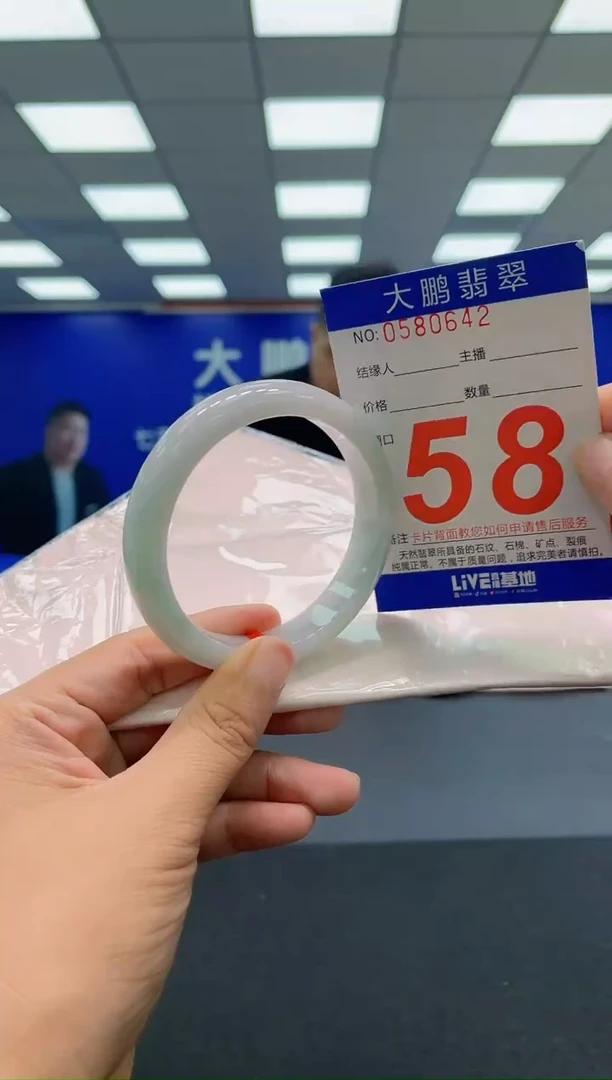 大鹏翡翠
NO:0580642
结缘人 主播
价格 数量
口
58
注 卡片背面教您如何申请售后服务
天然翡翠所具备的石纹、石棉、矿点、裂痕
纯属正常，不属于质量问题，追求完美者请慎拍。
LiVE 基地
大鹏
七